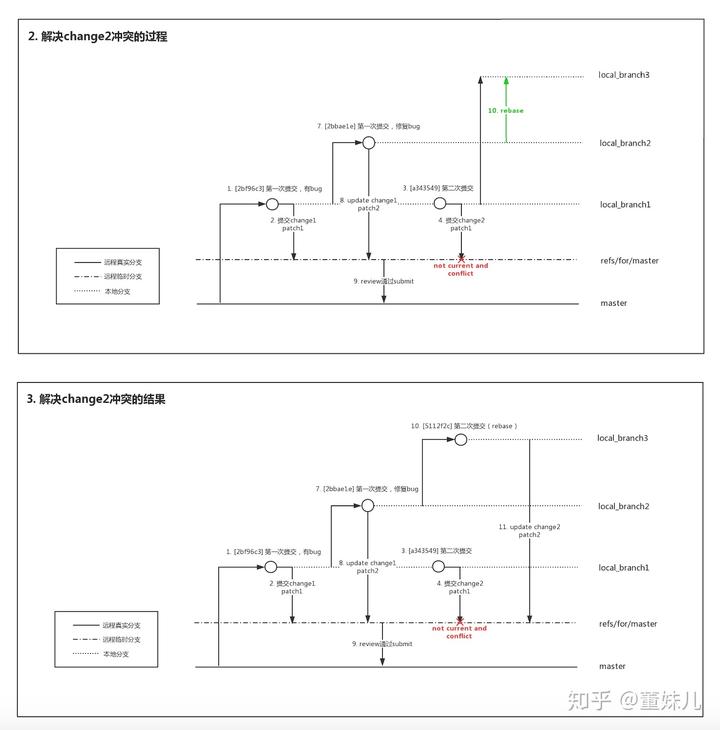 2. 解决change2冲突的过程
local_branch3
10. rebase
7. [2bbae1e] 第一次提交，修复bug
local_branch2
1. [2bf96c3] 第一次提交，有bug
8. update change1
patch2
3. [a343549] 第二次提交
local_branch1
2. 提交change1
patch1
4. 提交change2
patch1
refs/for/master
not current and
conflict
远程真实分支
远程临时分支
本地分支
9. review通过submit
master
3. 解决change2冲突的结果
10. [5112f2c] 第二次提交（rebase）
local_branch3
7. [2bbae1e] 第一次提交，修复bug
local_branch2
11. update change2
patch2
1. [2bf96c3] 第一次提交，有bug
8. update change1
patch2
3. [a343549] 第二次提交
local_branch1
2. 提交change1
patch1
4. 提交change2
patch1
refs/for/master
not current and
conflict
远程真实分支
远程临时分支
本地分支
9. review通过submit
master
知乎 @董妹儿